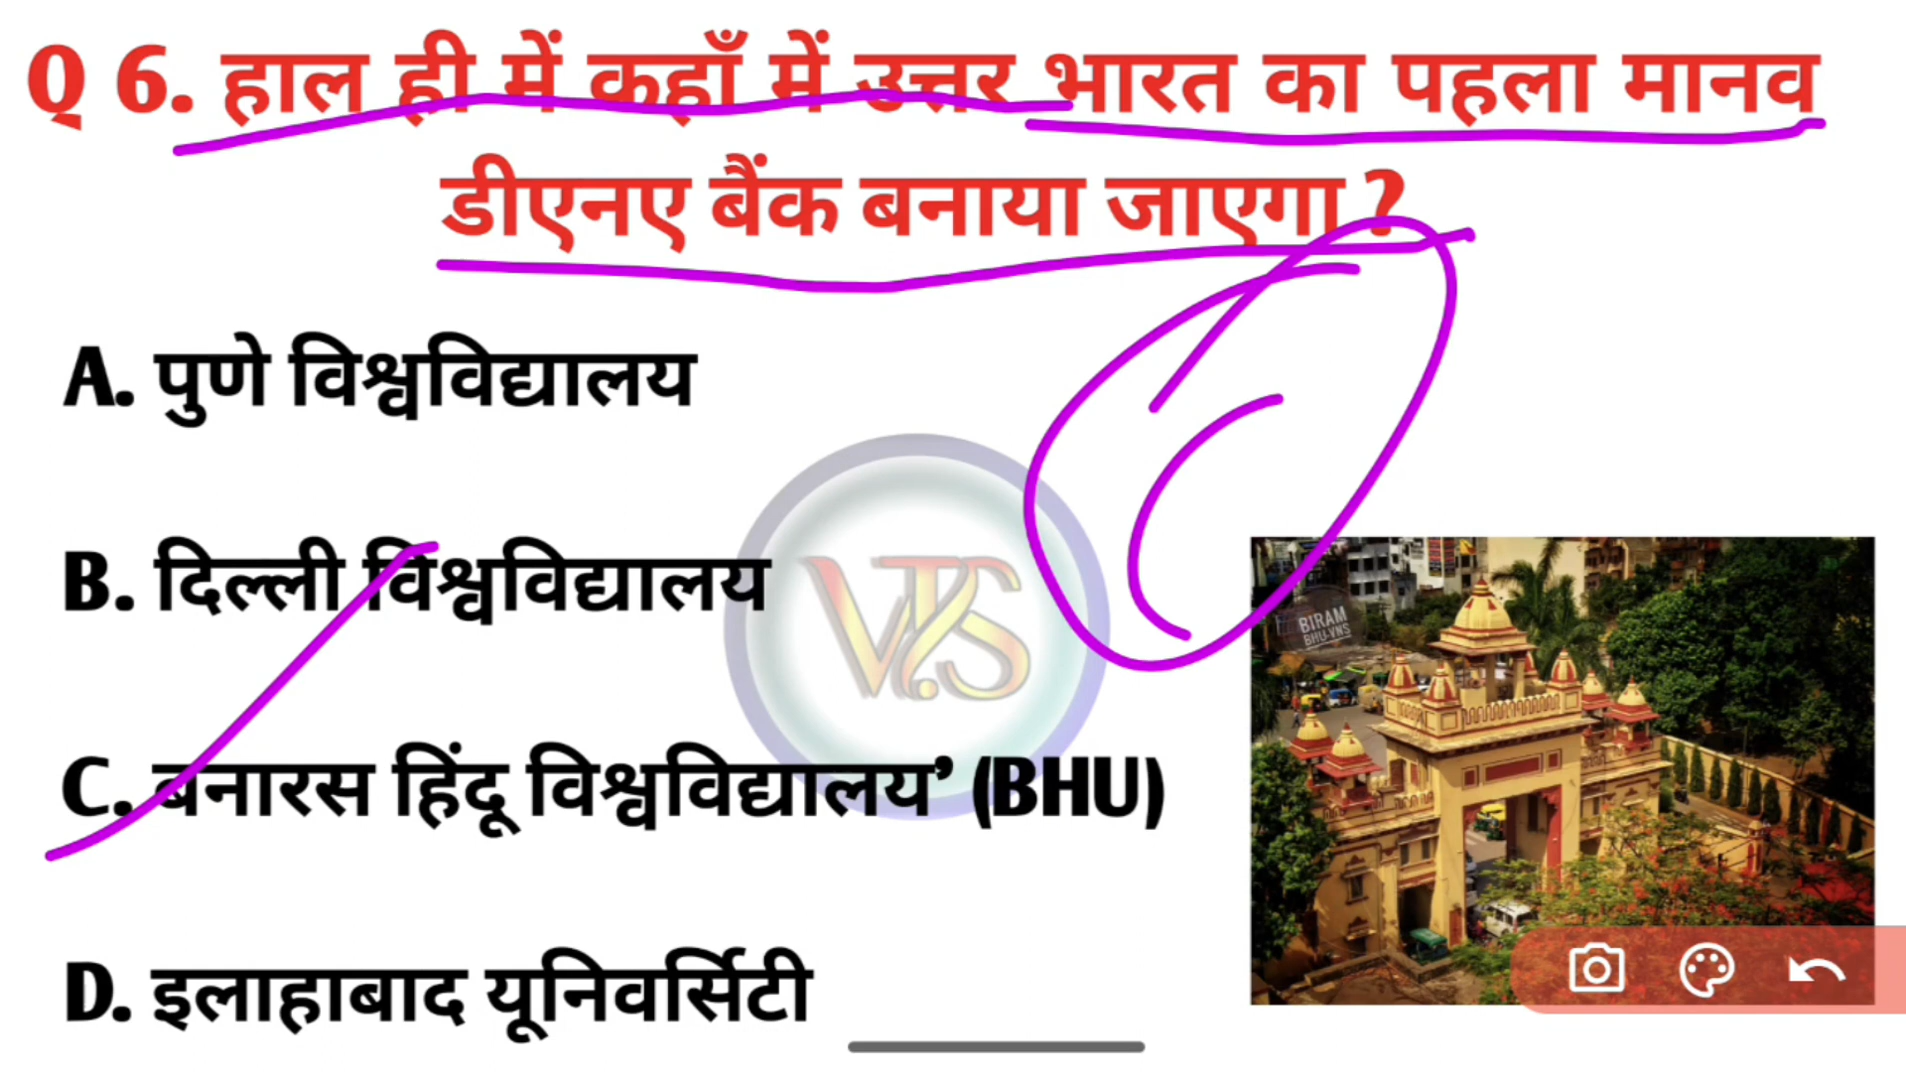 Q 6. हाल ही में कहाँ में उत्तर भारत का पहला मानव
डीएनए बैंक बनाया जाएगा ?
A. पुणे विश्वविद्यालय
B. दिल्ली विश्वविद्यालय
C. बनारस हिंदू विश्वविद्यालय’ (BHU)
D. इलाहाबाद यूनिवर्सिटी
V.T.S
BIRAM
BHU-VNS